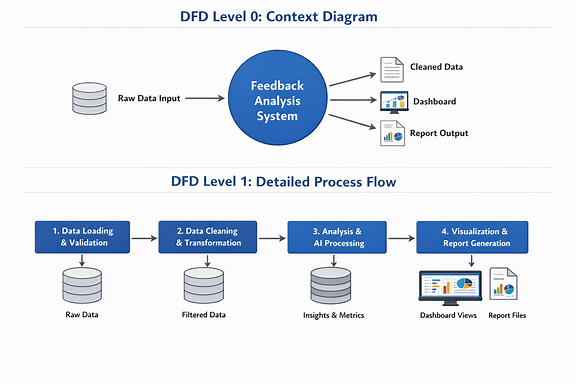 DFD Level 0: Context Diagram
Raw Data Input
Feedback
Analysis
System
Cleaned Data
Dashboard
Report Output
DFD Level 1: Detailed Process Flow
1. Data Loading
& Validation
2. Data Cleaning
& Transformation
3. Analysis &
AI Processing
4. Visualization &
Report Generation
Raw Data
Filtered Data
Insights & Metrics
Dashboard Views
Report Files